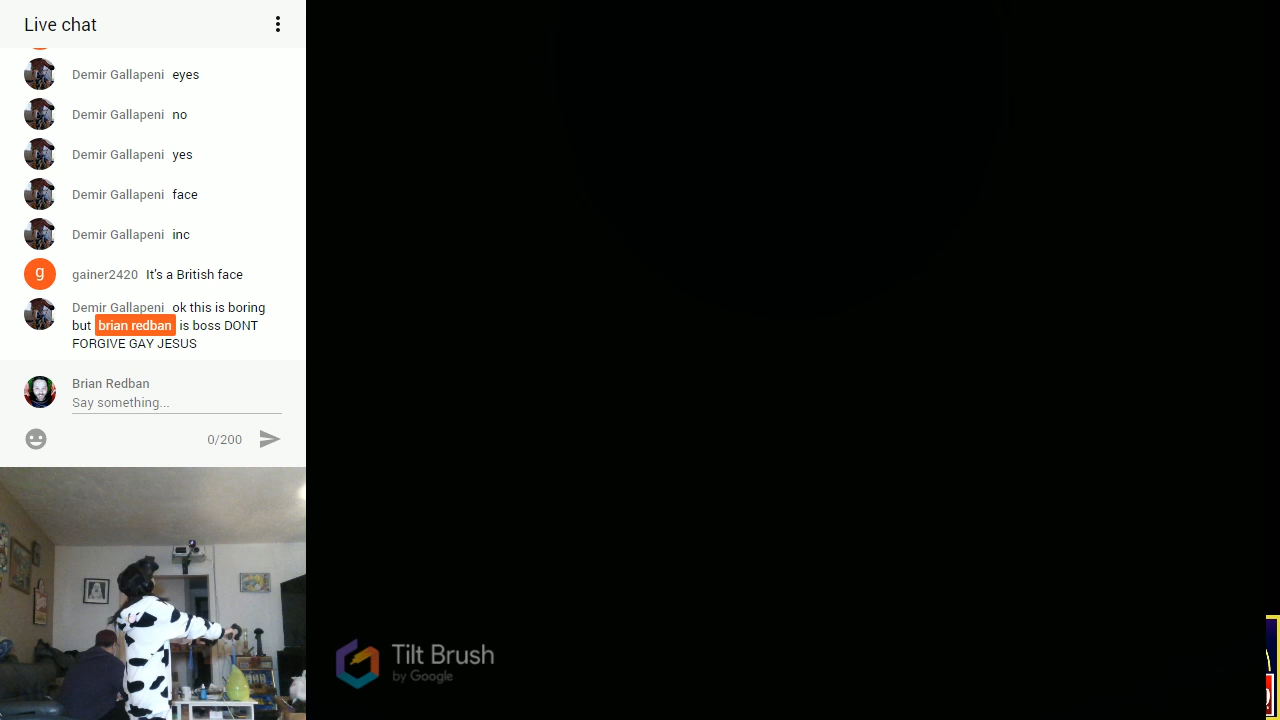 Live chat
Demir Gallapeni eyes
Demir Gallapeni no
Demir Gallapeni yes
Demir Gallapeni face
Demir Gallapeni inc
g
gainer2420 It's a British face
Demir Gallapeni ok this is boring
but brian redban is boss DONT
FORGIVE GAY JESUS
Brian Redban
Say something...
0/200
Tilt Brush
by Google